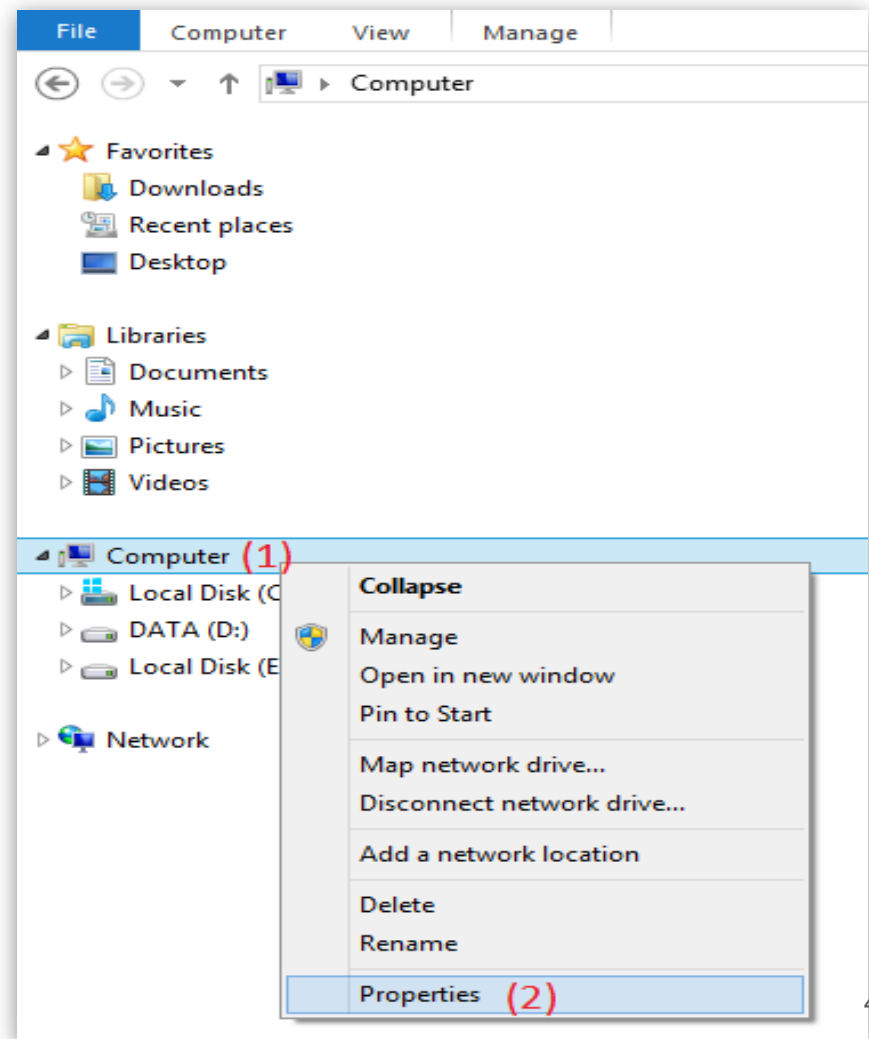 File Computer View Manage
Computer
Favorites
Downloads
Recent places
Desktop
Libraries
Documents
Music
Pictures
Videos
Computer (1)
Local Disk (C
DATA (D:)
Local Disk (E
Network
Collapse
Manage
Open in new window
Pin to Start
Map network drive...
Disconnect network drive...
Add a network location
Delete
Rename
Properties (2)